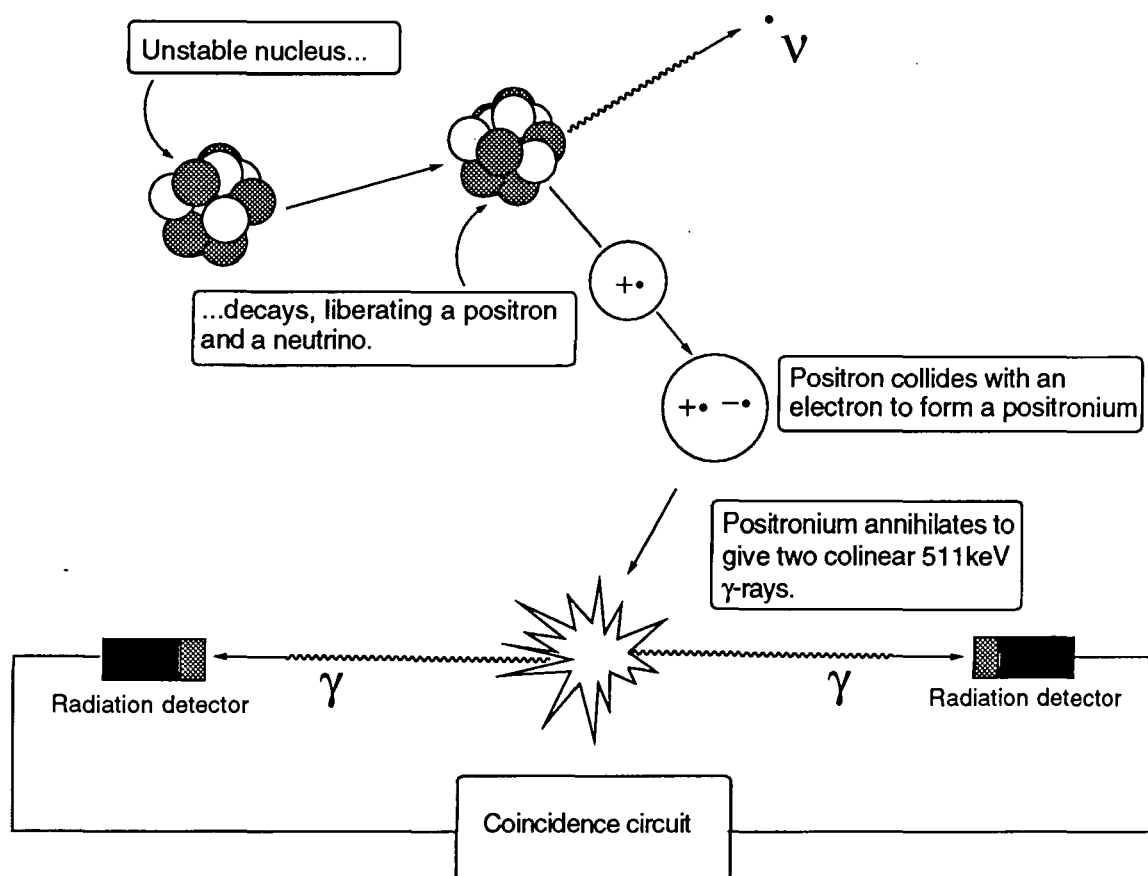 Unstable nucleus...
ν
...decays, liberating a positron
and a neutrino.
+•
+• −•
Positron collides with an
electron to form a positronium
Positronium annihilates to
give two colinear 511keV
γ-rays.
γ
γ
Radiation detector
Radiation detector
Coincidence circuit